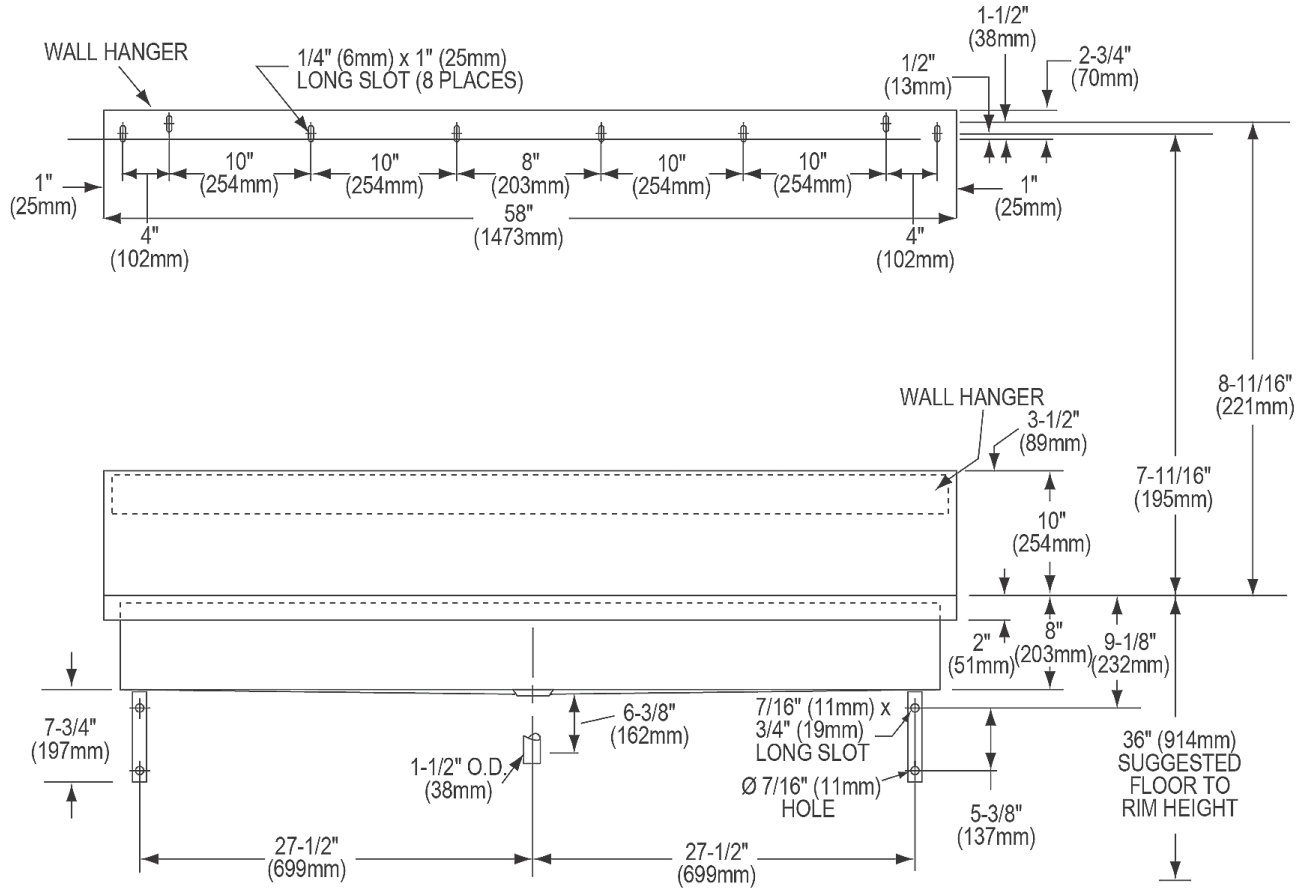 WALL HANGER
1/4" (6mm) x 1" (25mm)
LONG SLOT (8 PLACES)
1-1/2"
(38mm)
1/2"
(13mm)
2-3/4"
(70mm)
1"
(25mm)
4"
(102mm)
10"
(254mm)
10"
(254mm)
8"
(203mm)
10"
(254mm)
10"
(254mm)
4"
(102mm)
1"
(25mm)
58"
(1473mm)
8-11/16"
(221mm)
7-11/16"
(195mm)
WALL HANGER
3-1/2"
(89mm)
10"
(254mm)
2"
(51mm)
8"
(203mm)
9-1/8"
(232mm)
7-3/4"
(197mm)
6-3/8"
(162mm)
1-1/2" O.D.
(38mm)
7/16" (11mm) x
3/4" (19mm)
LONG SLOT
Ø 7/16" (11mm)
HOLE
5-3/8"
(137mm)
36" (914mm)
SUGGESTED
FLOOR TO
RIM HEIGHT
27-1/2"
(699mm)
27-1/2"
(699mm)